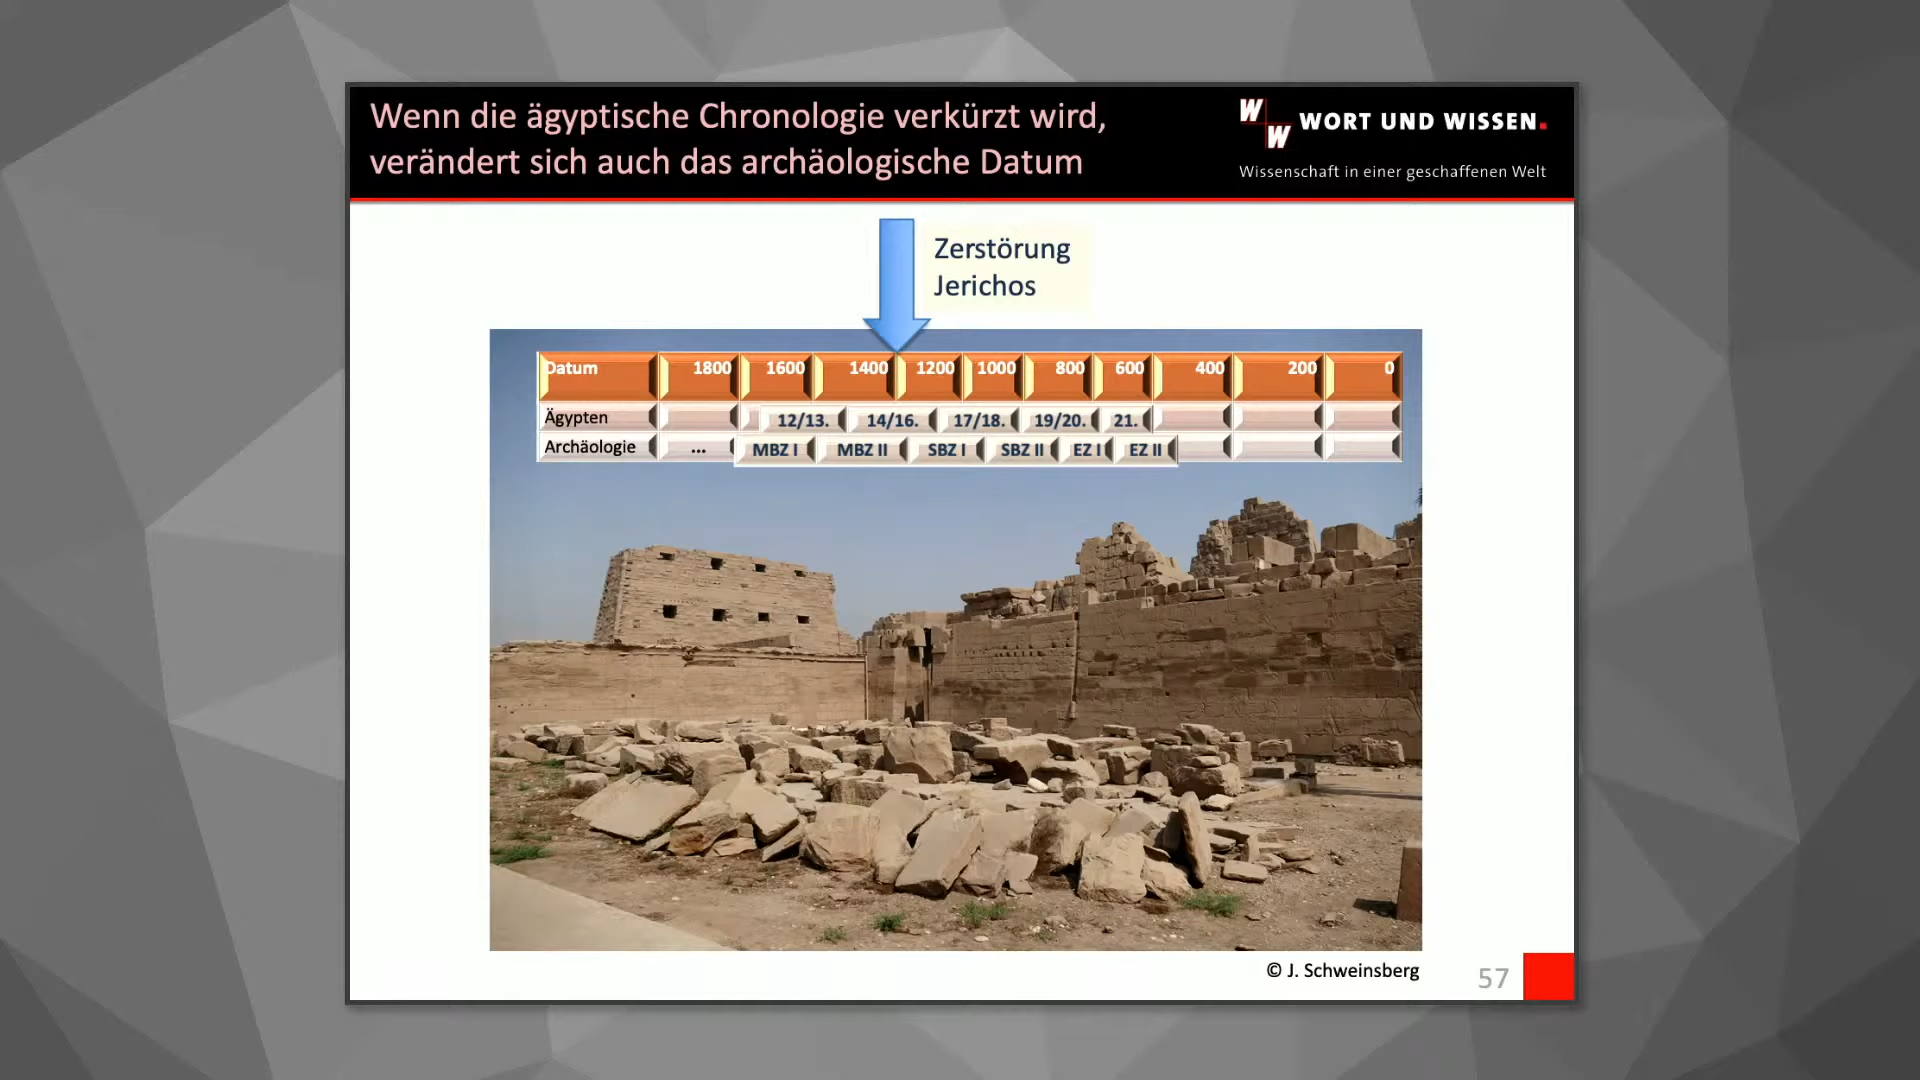 Wenn die ägyptische Chronologie verkürzt wird,
verändert sich auch das archäologische Datum
W
W
WORT UND WISSEN.
Wissenschaft in einer geschaffenen Welt
Zerstörung
Jerichos
Datum 1800 1600 1400 1200 1000 800 600 400 200 0
Ägypten 12/13. 14/16. 17/18. 19/20. 21.
Archäologie ... MBZ I MBZ II SBZ I SBZ II EZ I EZ II
© J. Schweinsberg
57